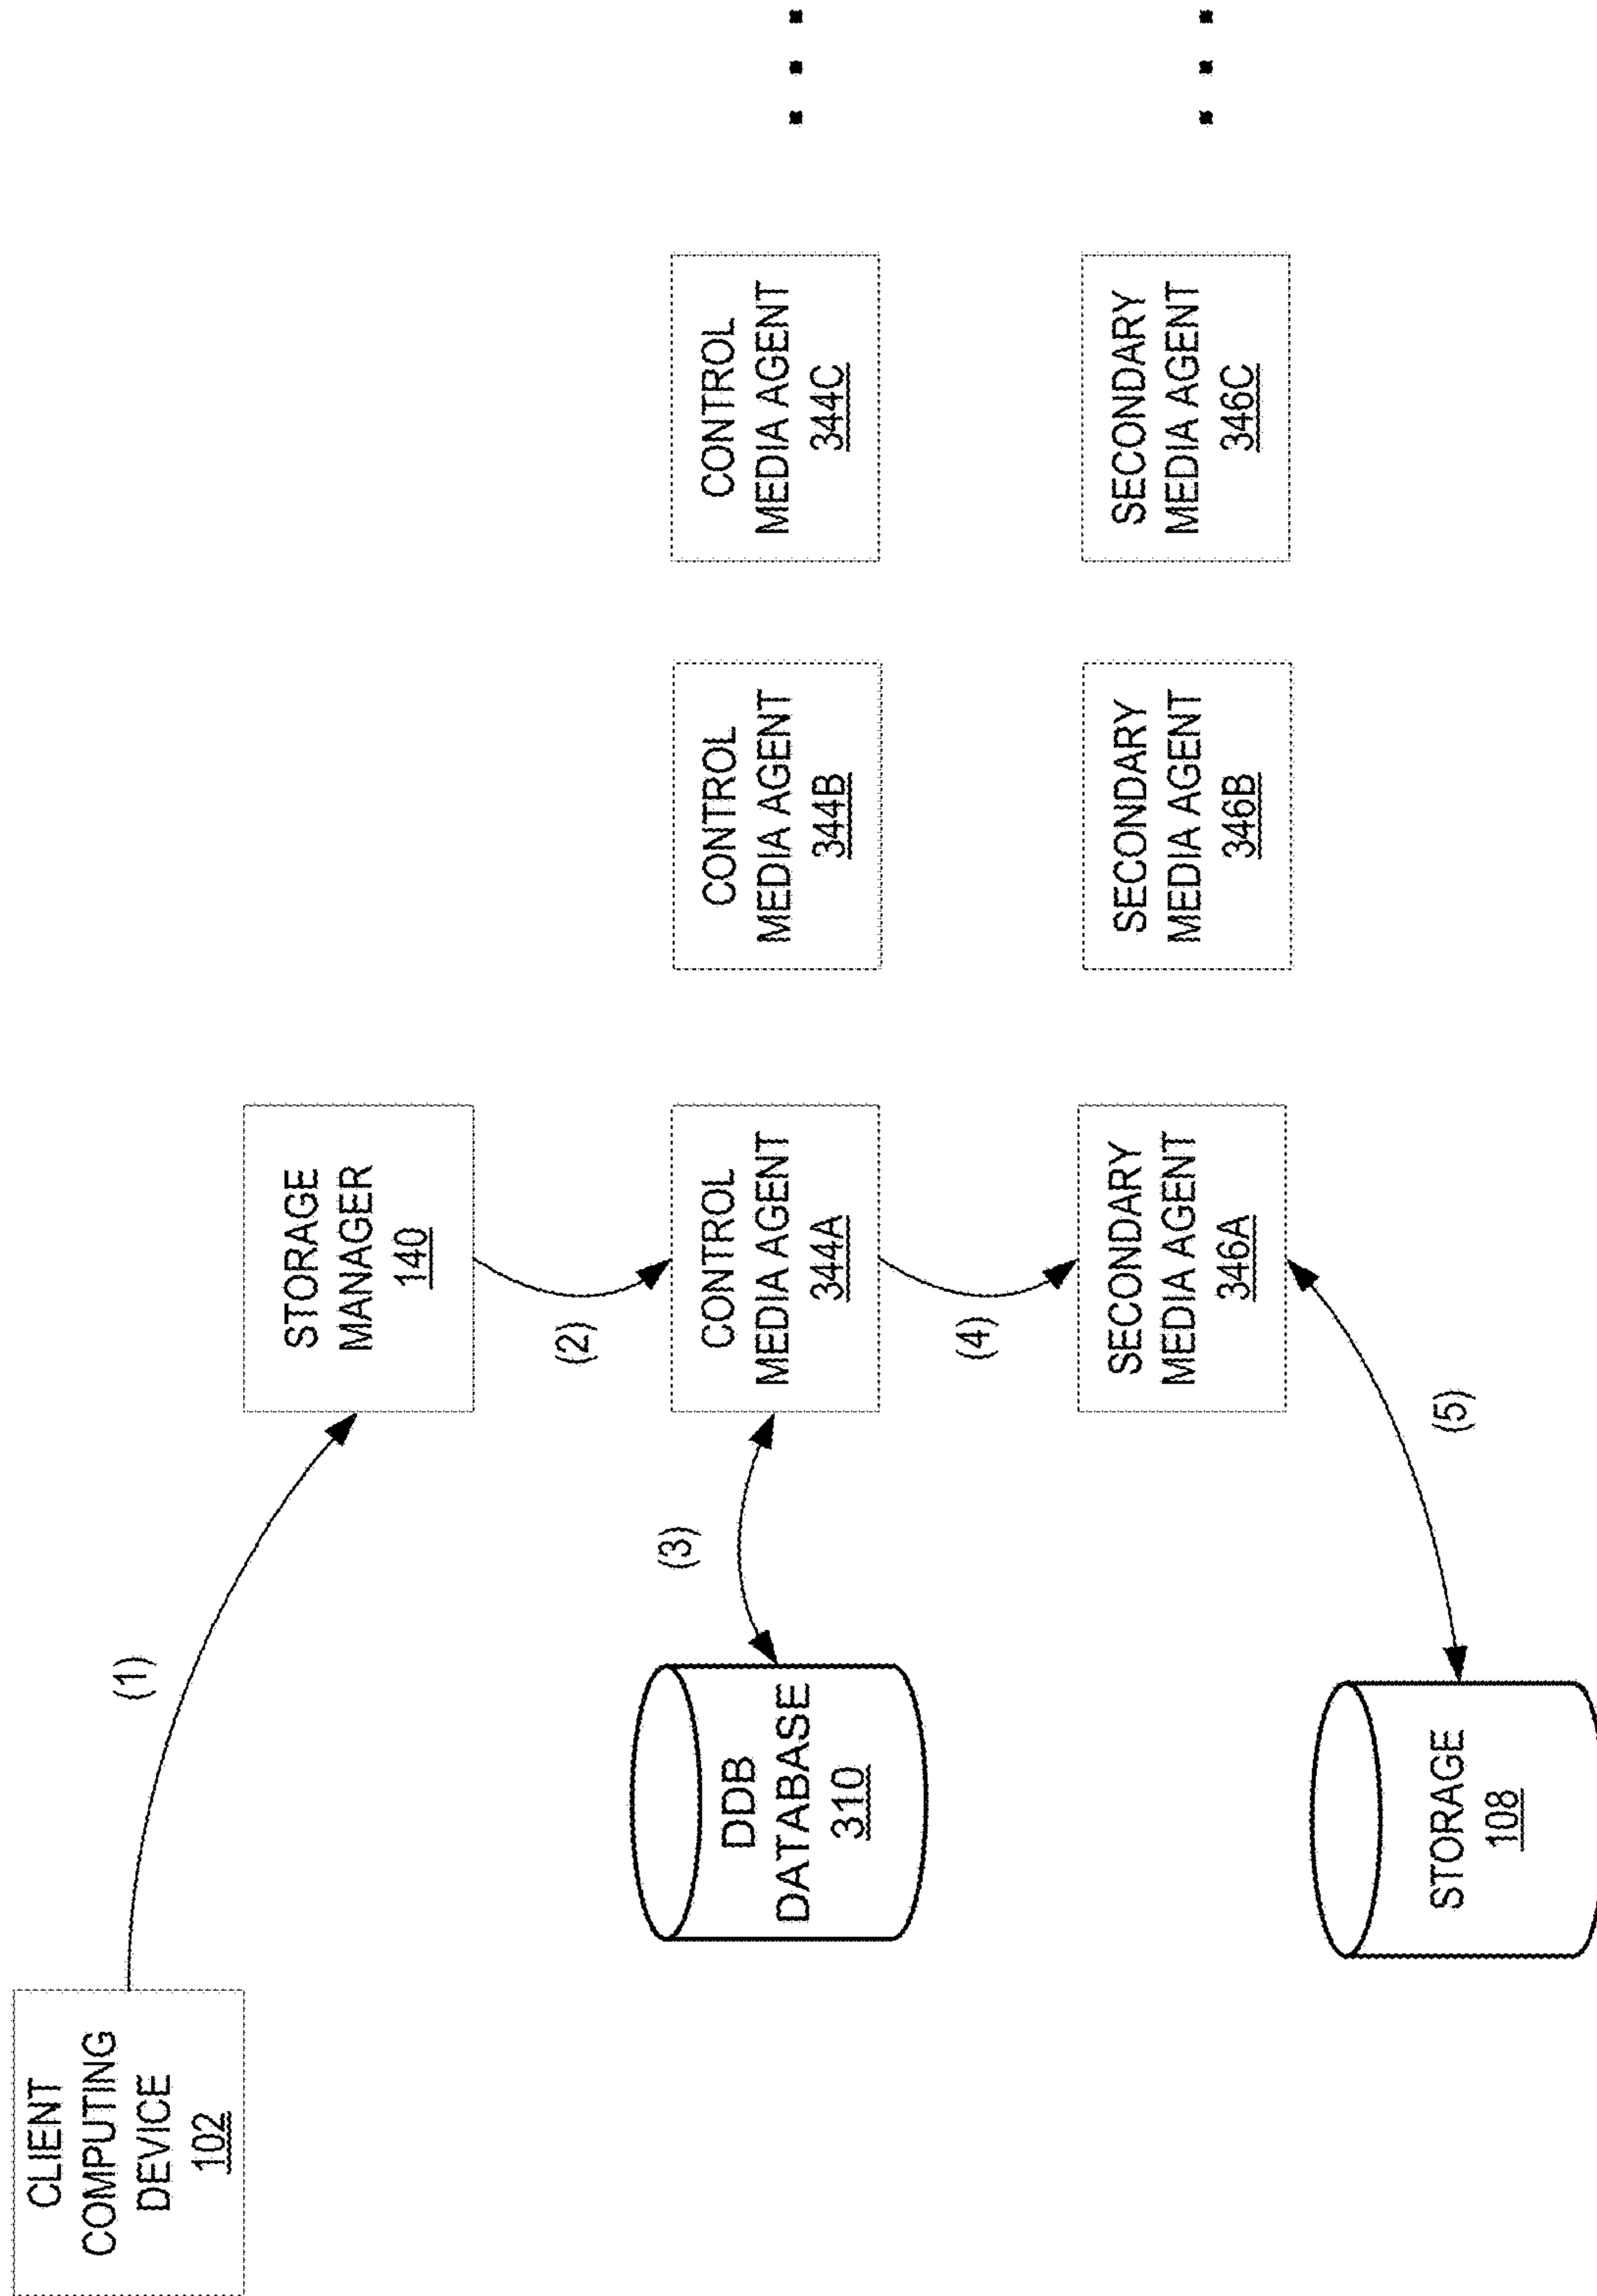 CLIENT
COMPUTING
DEVICE
102
(1)
STORAGE
MANAGER
140
(2)
DDB
DATABASE
310
(3)
CONTROL
MEDIA AGENT
344A
CONTROL
MEDIA AGENT
344B
CONTROL
MEDIA AGENT
344C
(4)
SECONDARY
MEDIA AGENT
346A
SECONDARY
MEDIA AGENT
346B
SECONDARY
MEDIA AGENT
346C
(5)
STORAGE
108